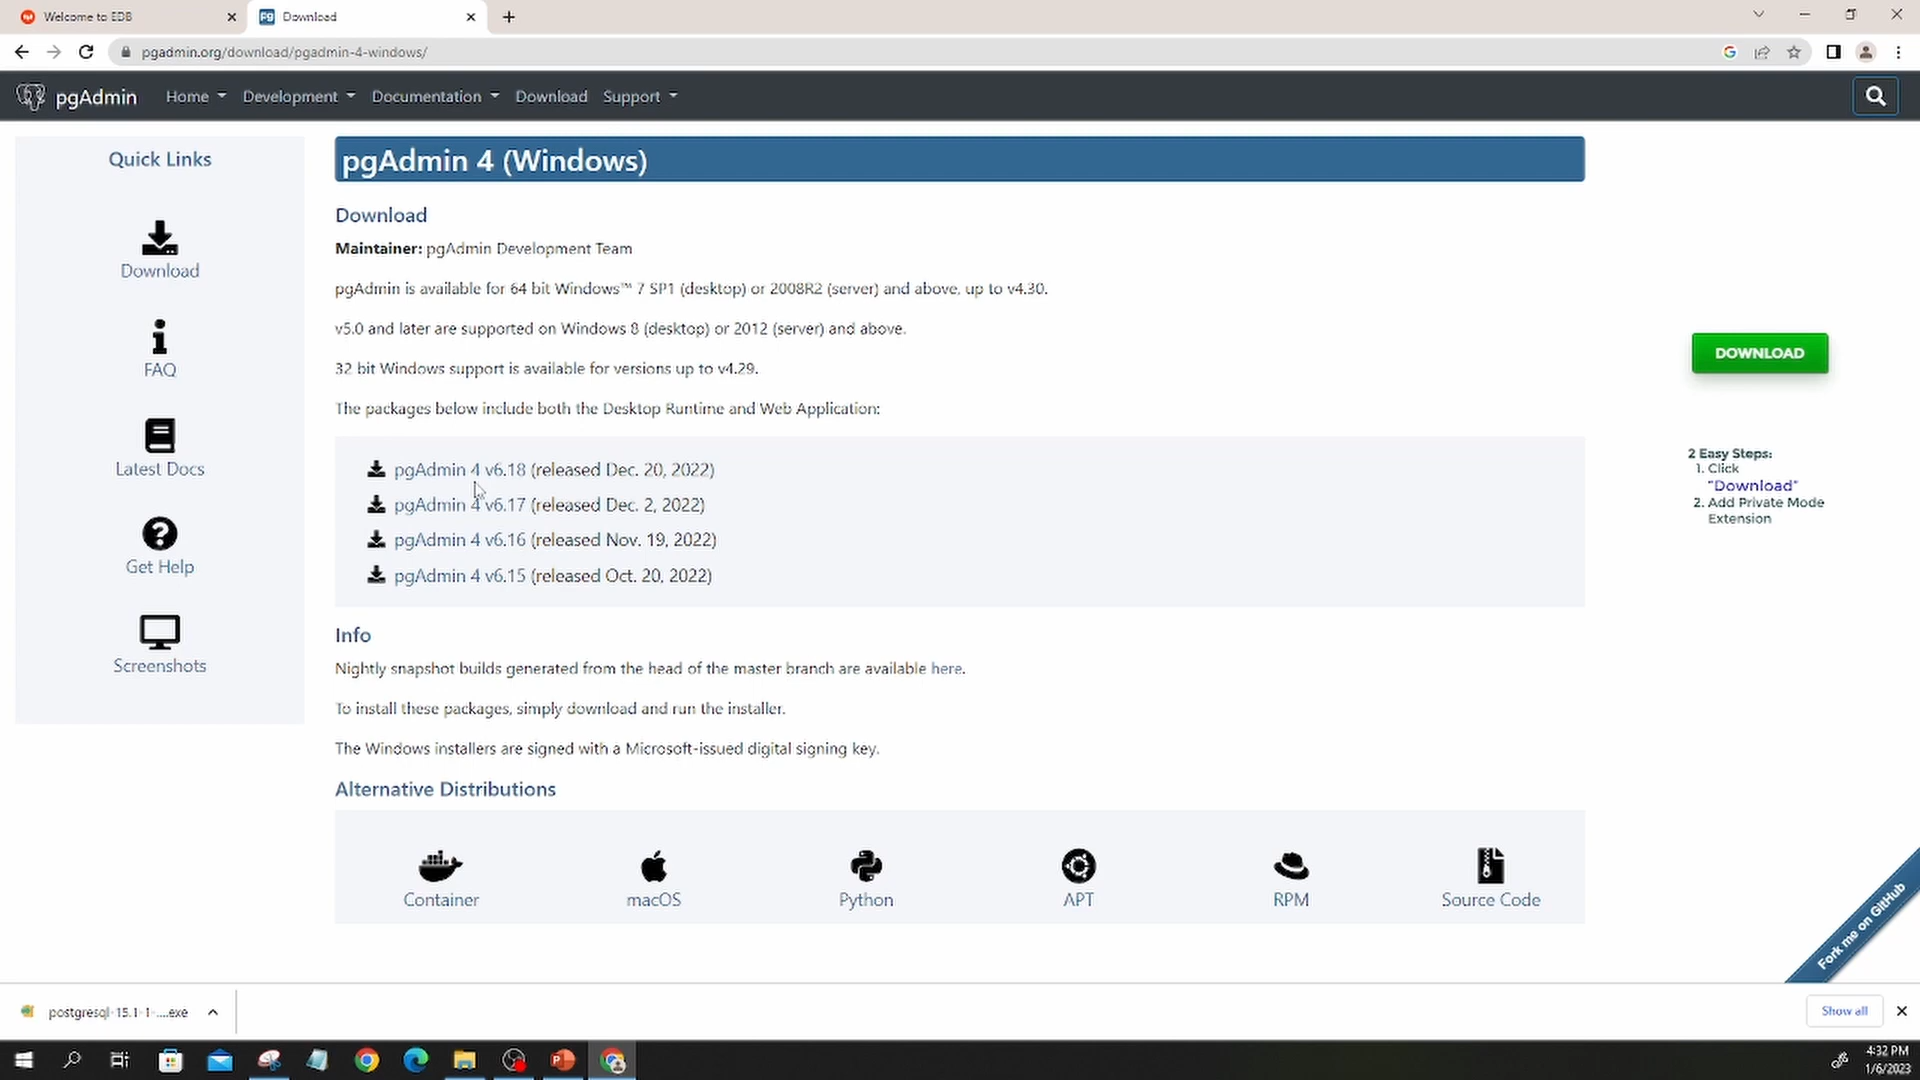 Welcome to EDB
Download
pgadmin.org/download/pgadmin-4-windows/
pgAdmin
Home
Development
Documentation
Download
Support
Quick Links
Download
FAQ
Latest Docs
Get Help
Screenshots
pgAdmin 4 (Windows)
Download
Maintainer: pgAdmin Development Team
pgAdmin is available for 64 bit Windows™ 7 SP1 (desktop) or 2008R2 (server) and above, up to v4.30.
v5.0 and later are supported on Windows 8 (desktop) or 2012 (server) and above.
32 bit Windows support is available for versions up to v4.29.
The packages below include both the Desktop Runtime and Web Application:
pgAdmin 4 v6.18 (released Dec. 20, 2022)
pgAdmin 4 v6.17 (released Dec. 2, 2022)
pgAdmin 4 v6.16 (released Nov. 19, 2022)
pgAdmin 4 v6.15 (released Oct. 20, 2022)
Info
Nightly snapshot builds generated from the head of the master branch are available here.
To install these packages, simply download and run the installer.
The Windows installers are signed with a Microsoft-issued digital signing key.
Alternative Distributions
Container
macOS
Python
APT
RPM
Source Code
DOWNLOAD
2 Easy Steps:
1. Click
"Download"
2. Add Private Mode
Extension
Fork me on GitHub
postgresql-15.1-1-....exe
Show all
4:32 PM
1/6/2023